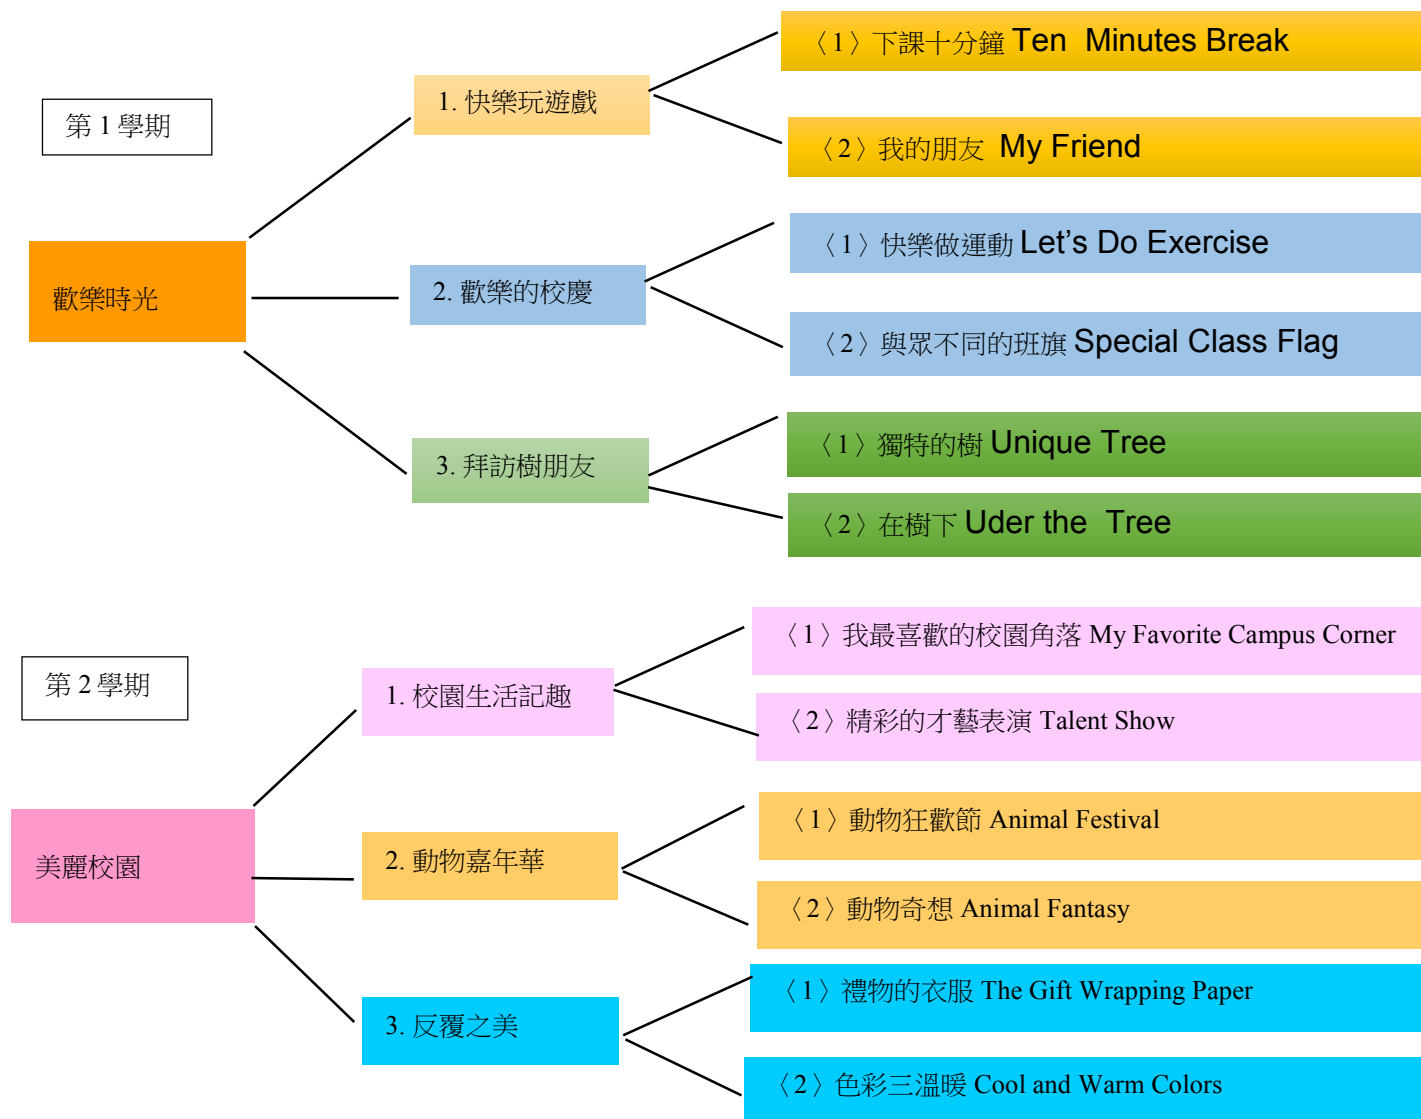 第 1 學期
歡樂時光
1. 快樂玩遊戲
〈1〉下課十分鐘 Ten Minutes Break
〈2〉我的朋友 My Friend
2. 歡樂的校慶
〈1〉快樂做運動 Let’s Do Exercise
〈2〉與眾不同的班旗 Special Class Flag
3. 拜訪樹朋友
〈1〉獨特的樹 Unique Tree
〈2〉在樹下 Uder the Tree
第 2 學期
美麗校園
1. 校園生活記趣
〈1〉我最喜歡的校園角落 My Favorite Campus Corner
〈2〉精彩的才藝表演 Talent Show
2. 動物嘉年華
〈1〉動物狂歡節 Animal Festival
〈2〉動物奇想 Animal Fantasy
3. 反覆之美
〈1〉禮物的衣服 The Gift Wrapping Paper
〈2〉色彩三溫暖 Cool and Warm Colors